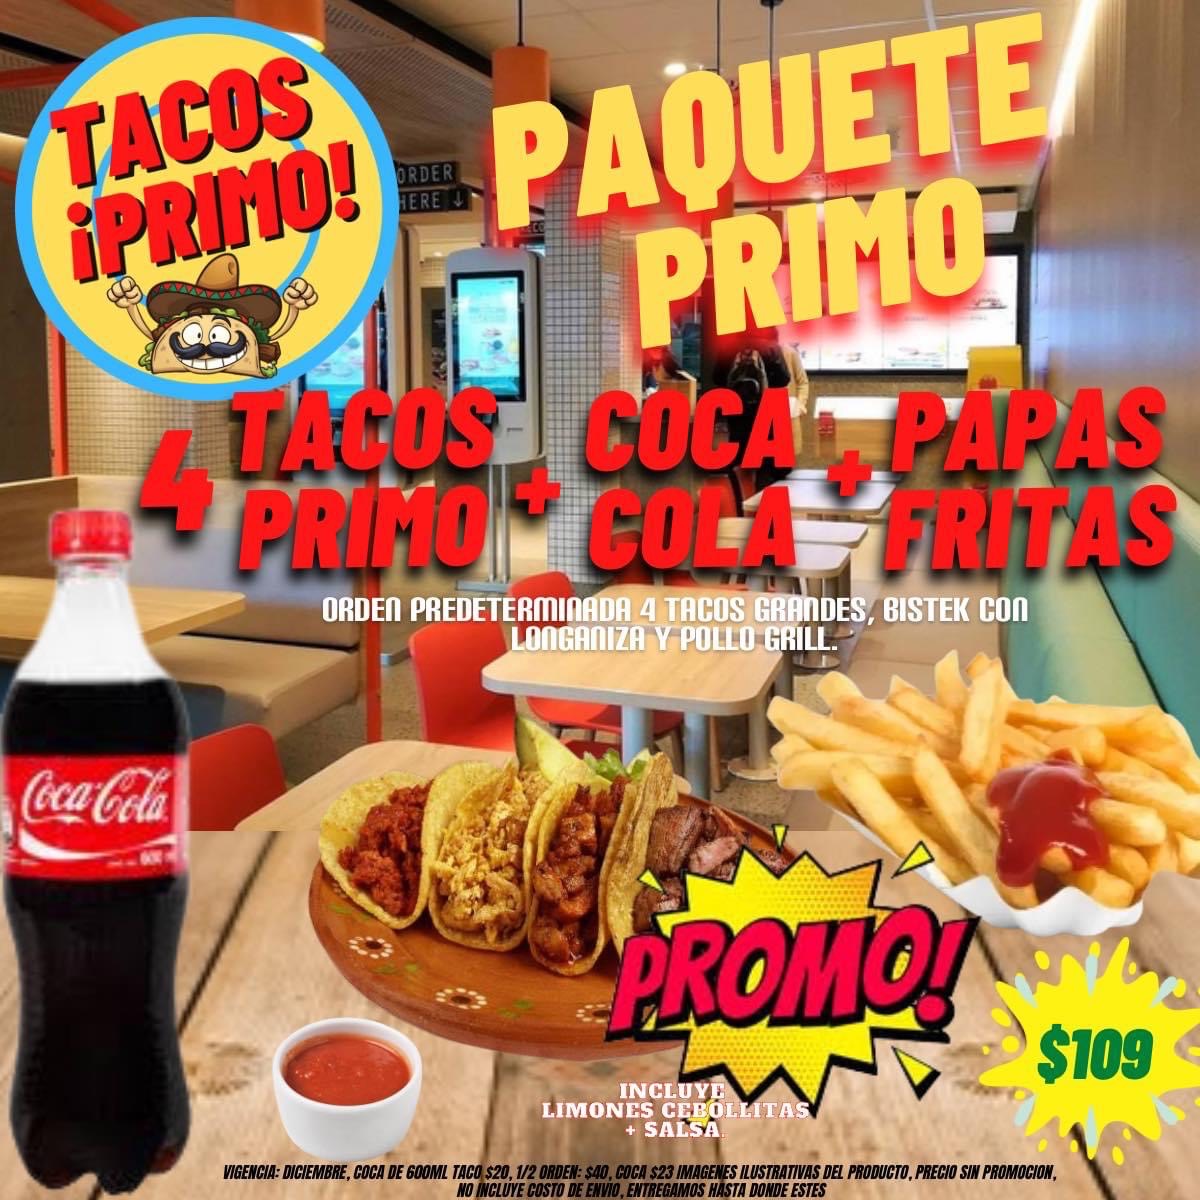 TACOS
¡PRIMO!
PAQUETE
PRIMO
ORDER
HERE ↓
4 TACOS PRIMO + COCA COLA + PAPAS FRITAS
ORDEN PREDETERMINADA 4 TACOS GRANDES, BISTEK CON
LONGANIZA Y POLLO GRILL.
Coca-Cola
PROMO!
$109
INCLUYE
LIMONES CEBOLLITAS
+ SALSA.
VIGENCIA: DICIEMBRE, COCA DE 600ML TACO $20, 1/2 ORDEN: $40, COCA $23 IMAGENES ILUSTRATIVAS DEL PRODUCTO, PRECIO SIN PROMOCION,
NO INCLUYE COSTO DE ENVIO, ENTREGAMOS HASTA DONDE ESTES